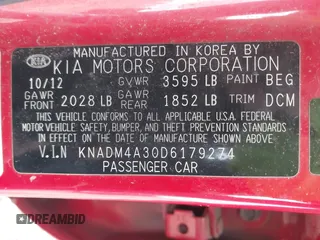 MANUFACTURED IN KOREA BY
KIA KIA MOTORS CORPORATION
10/12 GVWR 3595 LB PAINT BEG
GAWR FRONT 2028 LB GAWR REAR 1852 LB TRIM DCM
THIS VEHICLE CONFORMS TO ALL APPLICABLE U.S.A. FEDERAL
MOTOR VEHICLE SAFETY, BUMPER, AND THEFT PREVENTION
STANDARDS IN EFFECT ON THE DATE OF MANUFACTURE SHOWN ABOVE
V.I.N KNADM4A30D6179274
PASSENGER CAR
DREAMBID